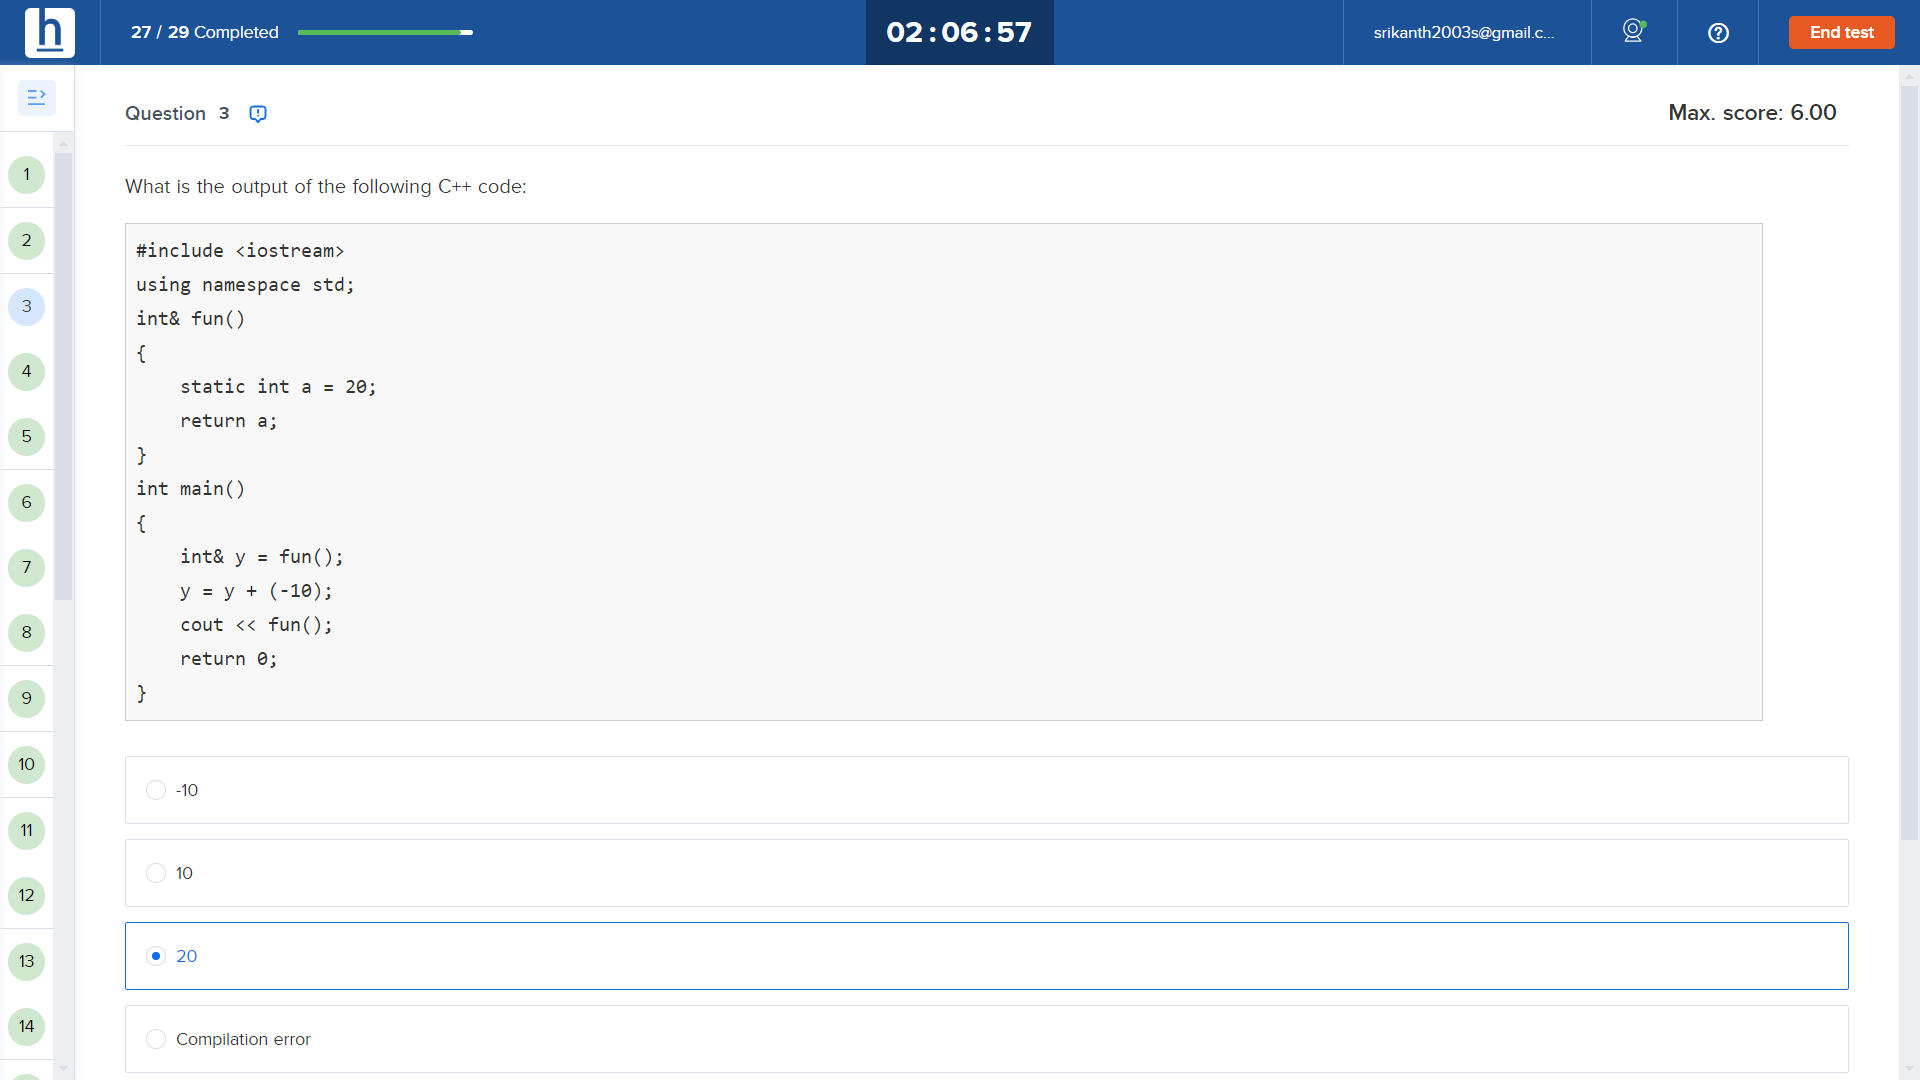 h
27 / 29 Completed
02 : 06 : 57
srikanth2003s@gmail.c...
End test
Question 3
Max. score: 6.00
What is the output of the following C++ code:
#include <iostream>
using namespace std;
int& fun()
{
    static int a = 20;
    return a;
}
int main()
{
    int& y = fun();
    y = y + (-10);
    cout << fun();
    return 0;
}
-10
10
20
Compilation error
1
2
3
4
5
6
7
8
9
10
11
12
13
14